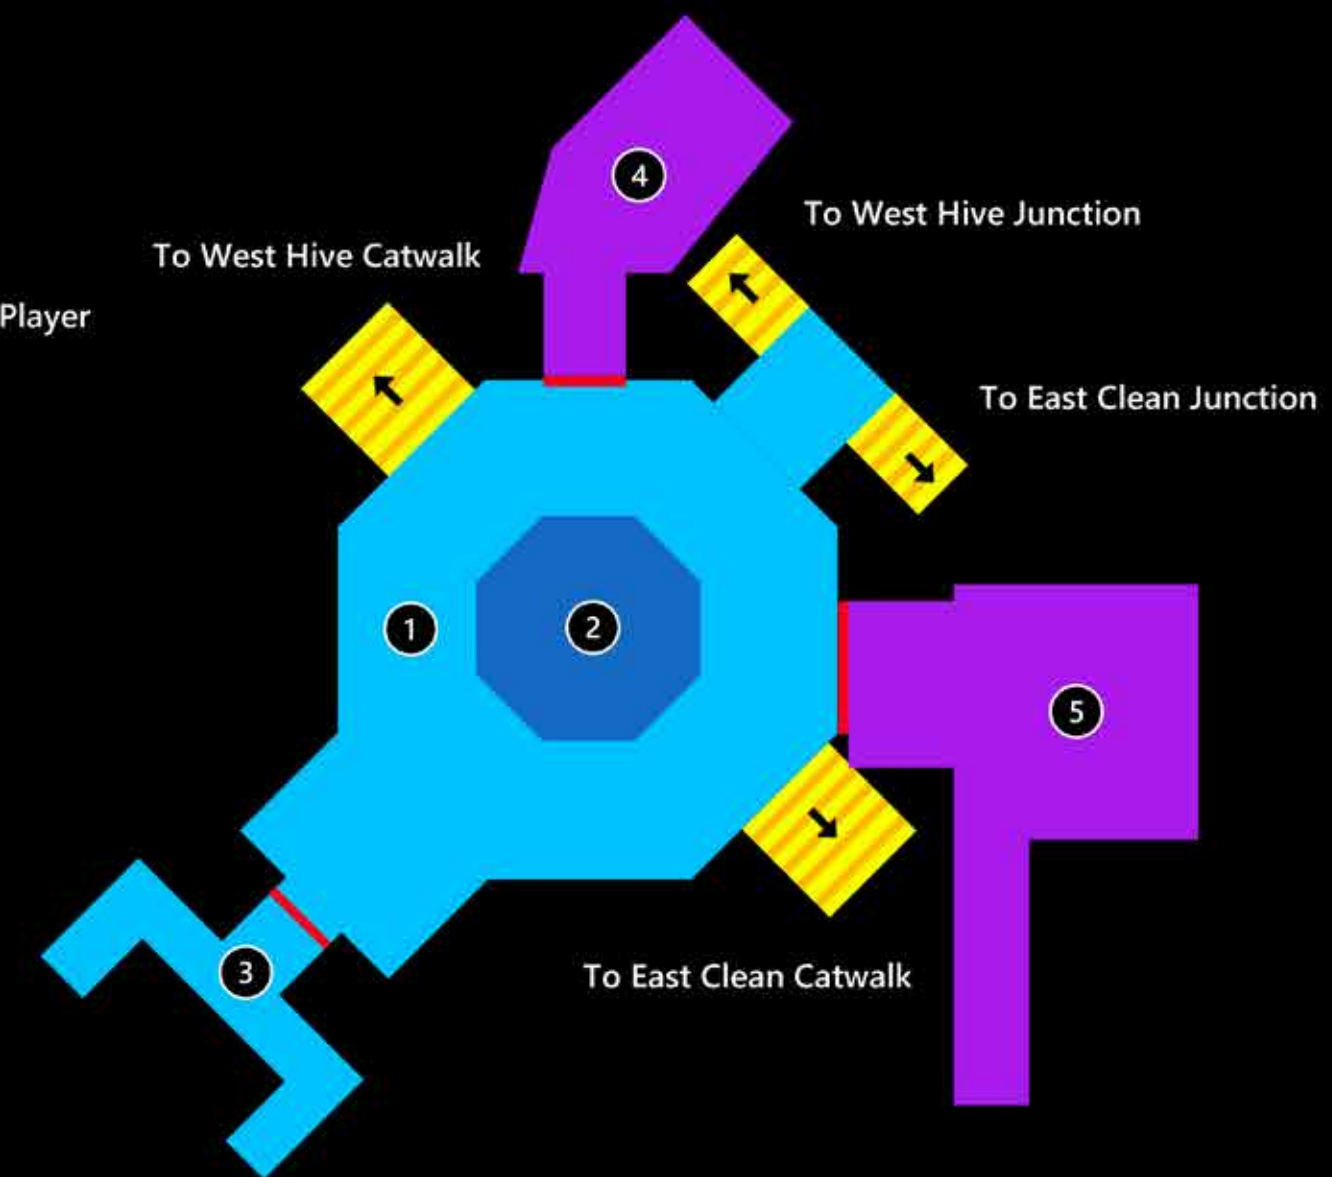 4
To West Hive Junction
To West Hive Catwalk
Player
To East Clean Junction
1
2
5
3
To East Clean Catwalk